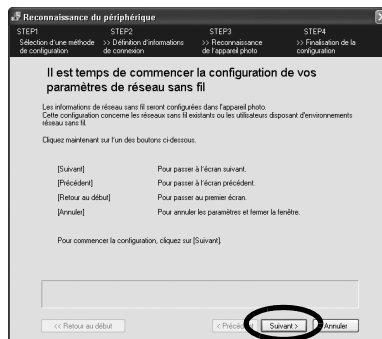 Reconnaissance du périphérique
STEP1 STEP2 STEP3 STEP4
Sélection d'une méthode de configuration
>> Définition d'informations de connexion
>> Reconnaissance de l'appareil photo
>> Finalisation de la configuration
Il est temps de commencer la configuration de vos
paramètres de réseau sans fil
Les informations de réseau sans fil seront configurées dans l'appareil photo.
Cette configuration concerne les réseaux sans fil existants ou les utilisateurs disposant d'environnements
réseau sans fil.
Cliquez maintenant sur l'un des boutons ci-dessous.
[Suivant] Pour passer à l'écran suivant.
[Précédent] Pour passer à l'écran précédent.
[Retour au début] Pour passer au premier écran.
[Annuler] Pour annuler les paramètres et fermer la fenêtre.
Pour commencer la configuration, cliquez sur [Suivant].
<< Retour au début Suivant > Annuler